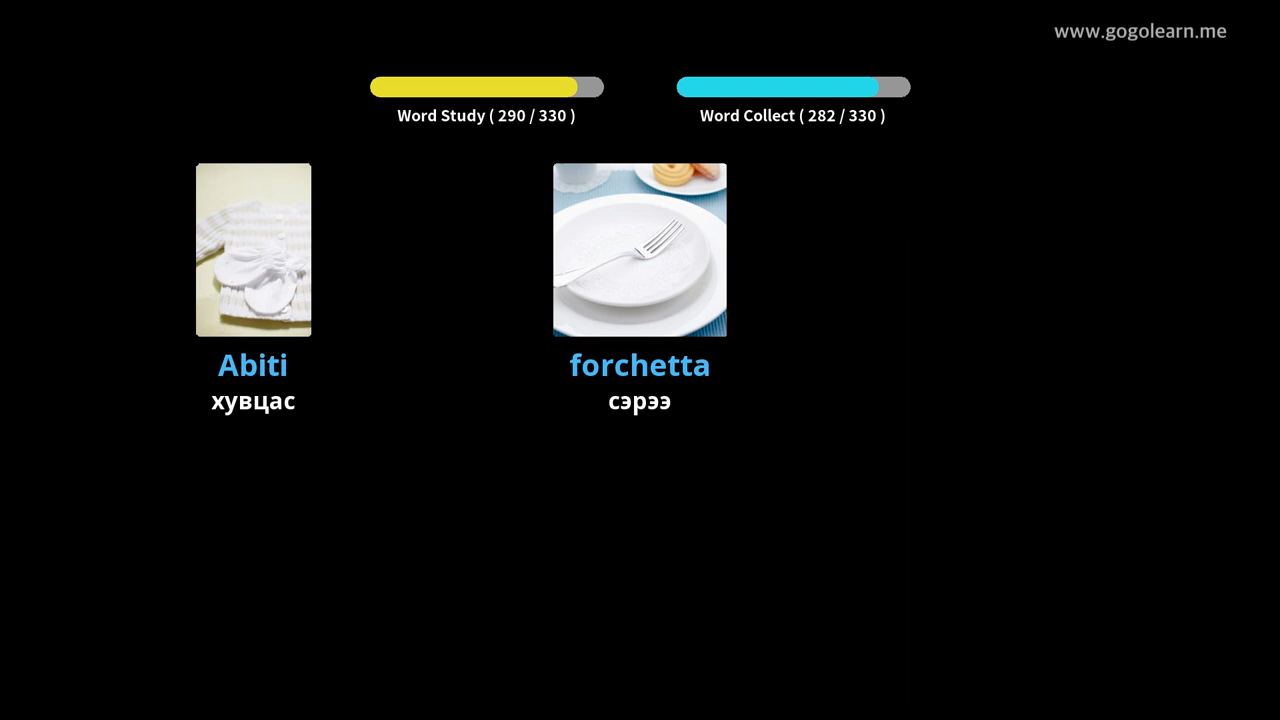 www.gogolearn.me
Word Study ( 290 / 330 )
Word Collect ( 282 / 330 )
Abiti
хувцас
forchetta
сэрээ